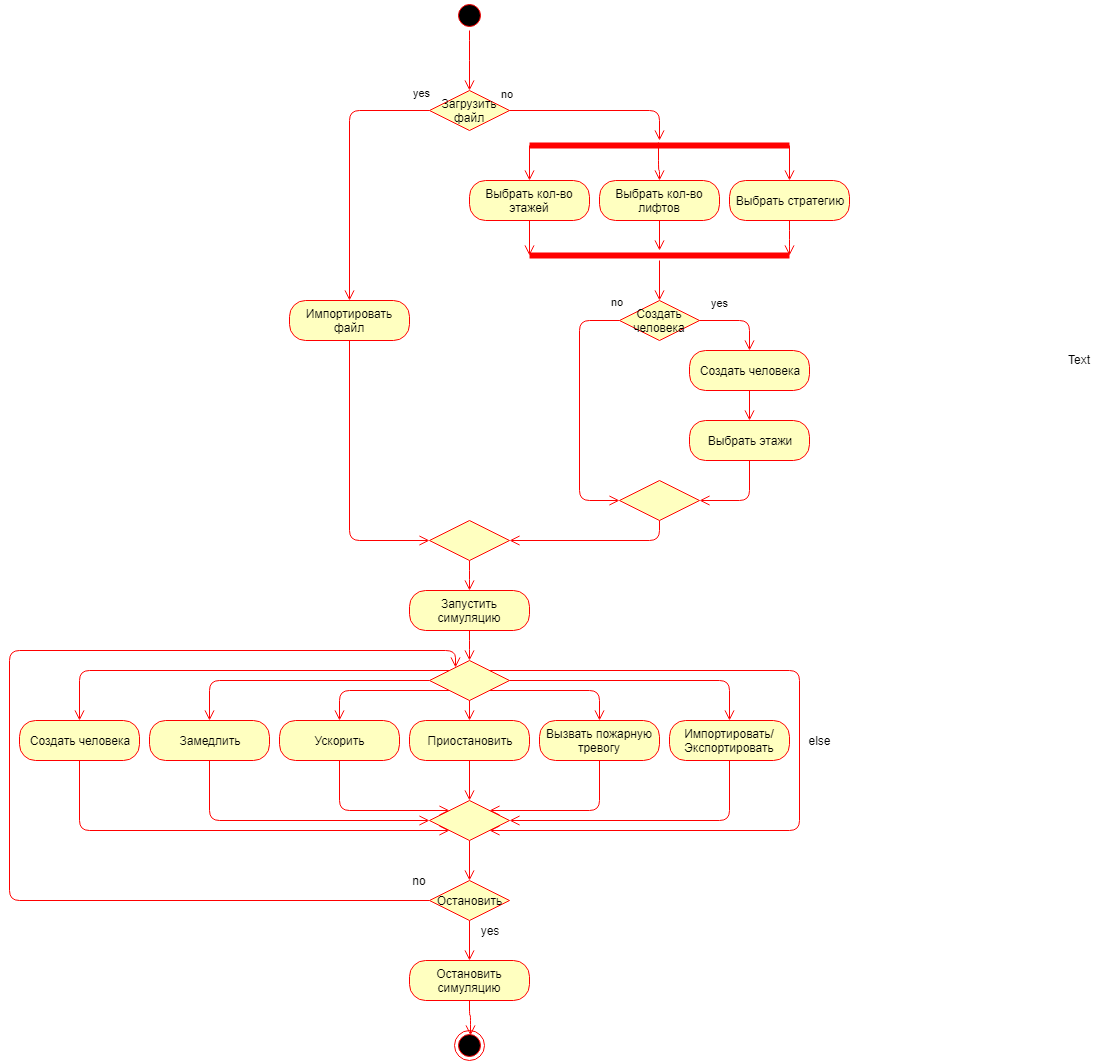 yes
no
Загрузить
файл
Выбрать кол-во
этажей
Выбрать кол-во
лифтов
Выбрать стратегию
no
yes
Импортировать
файл
Создать
человека
Text
Создать человека
Выбрать этажи
Запустить
симуляцию
Создать человека
Замедлить
Ускорить
Приостановить
Вызвать пожарную
тревогу
Импортировать/
Экспортировать
else
no
Остановить
yes
Остановить
симуляцию